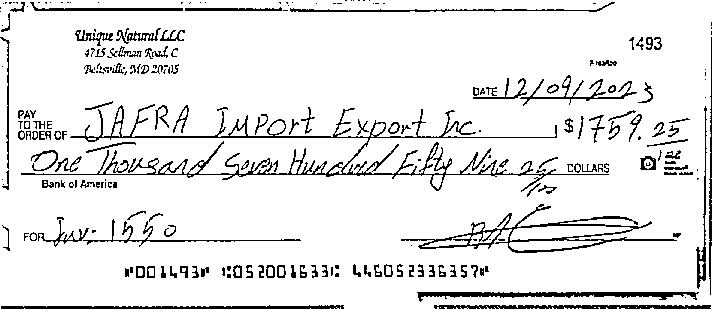 Unique Natural LLC
4715 Sellman Road, C
Beltsville, MD 20705
1493
DATE 12/09/2023
PAY TO THE ORDER OF JAFRA Import Export Inc. $1759.25
One Thousand Seven Hundred Fifty Nine 25/100 DOLLARS
Bank of America
FOR Inv: 1550
⑈001493⑈ ⑆052001633⑆ 446052336357⑈